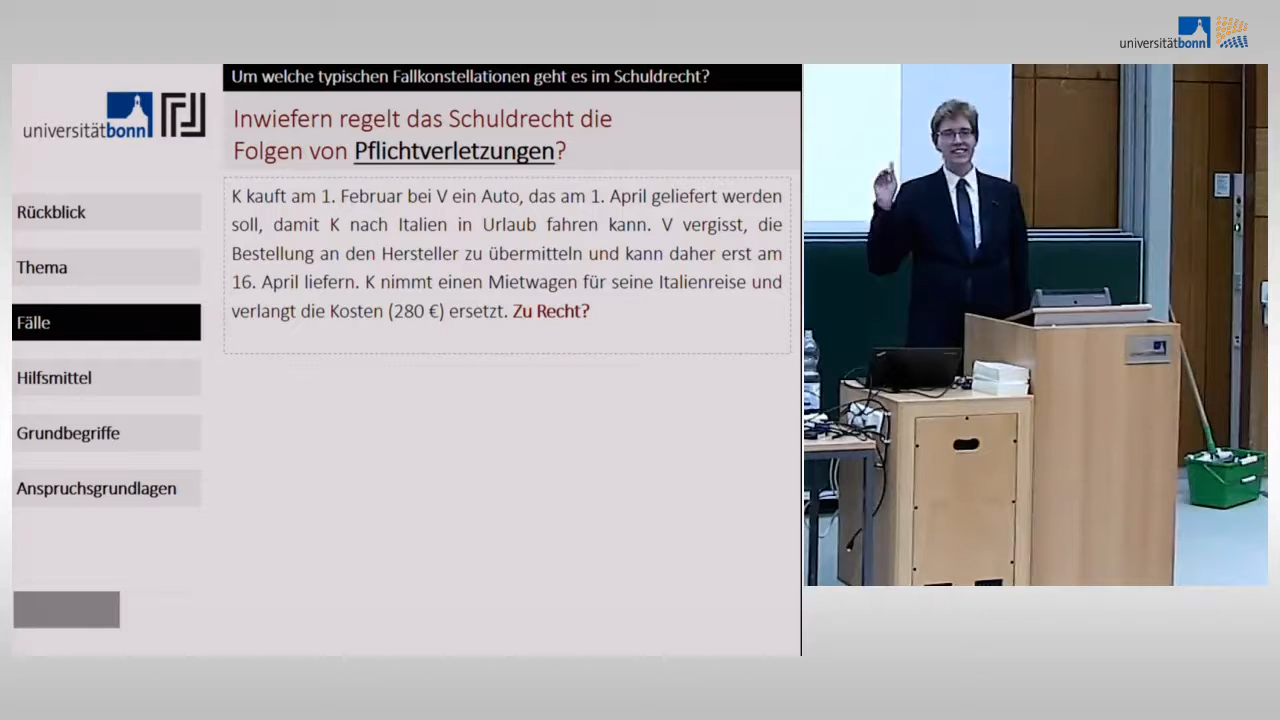 universitätbonn
Um welche typischen Fallkonstellationen geht es im Schuldrecht?
universitätbonn
Inwiefern regelt das Schuldrecht die
Folgen von Pflichtverletzungen?
K kauft am 1. Februar bei V ein Auto, das am 1. April geliefert werden
soll, damit K nach Italien in Urlaub fahren kann. V vergisst, die
Bestellung an den Hersteller zu übermitteln und kann daher erst am
16. April liefern. K nimmt einen Mietwagen für seine Italienreise und
verlangt die Kosten (280 €) ersetzt. Zu Recht?
Rückblick
Thema
Fälle
Hilfsmittel
Grundbegriffe
Anspruchsgrundlagen